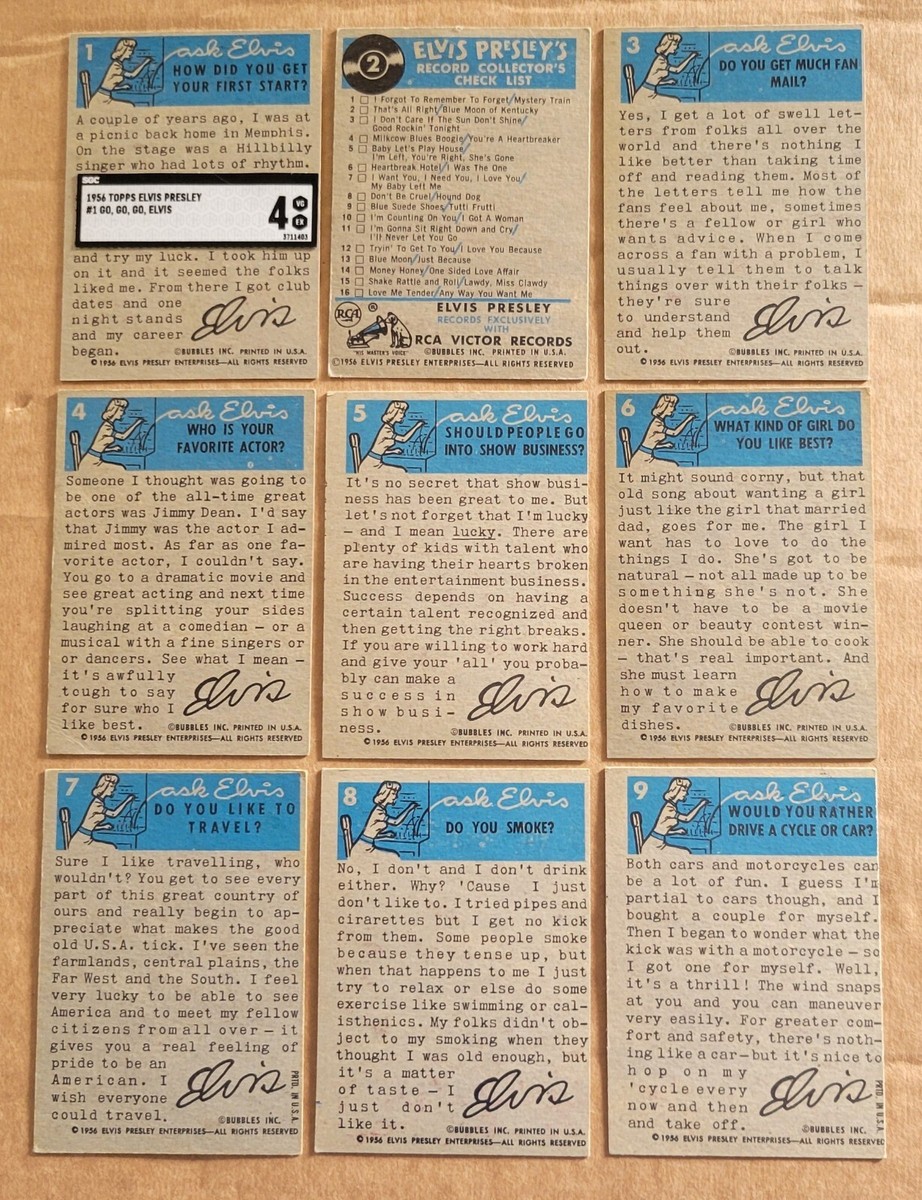 1
ask Elvis
HOW DID YOU GET
YOUR FIRST START?
A couple of years ago, I was at
a picnic back home in Memphis.
On the stage was a Hillbilly
singer who had lots of rhythm.
SGC
1956 TOPPS ELVIS PRESLEY
#1 GO, GO, GO, ELVIS
4
VG
EX
3711403
and try my luck. I took him up
on it and it seemed the folks
liked me. From there I got club
dates and one
night stands
and my career
began.
Elvis
©BUBBLES INC. PRINTED IN U.S.A.
© 1956 ELVIS PRESLEY ENTERPRISES—ALL RIGHTS RESERVED
2
ELVIS PRESLEY'S
RECORD COLLECTOR'S
CHECK LIST
1 I Forgot To Remember To Forget/Mystery Train
2 That's All Right/Blue Moon of Kentucky
3 I Don't Care If The Sun Don't Shine/
Good Rockin' Tonight
4 Milkcow Blues Boogie/You're A Heartbreaker
5 Baby Let's Play House/
I'm Left, You're Right, She's Gone
6 Heartbreak Hotel/I Was The One
7 I Want You, I Need You, I Love You/
My Baby Left Me
8 Don't Be Cruel/Hound Dog
9 Blue Suede Shoes/Tutti Frutti
10 I'm Counting On You/I Got A Woman
11 I'm Gonna Sit Right Down and Cry/
I'll Never Let You Go
12 Tryin' To Get To You/I Love You Because
13 Blue Moon/Just Because
14 Money Honey/One Sided Love Affair
15 Shake Rattle and Roll/Lawdy, Miss Clawdy
16 Love Me Tender/Any Way You Want Me
RCA ®
ELVIS PRESLEY
RECORDS EXCLUSIVELY
WITH
RCA VICTOR RECORDS
"HIS MASTER'S VOICE"
©BUBBLES INC. PRINTED IN U.S.A.
©1956 ELVIS PRESLEY ENTERPRISES—ALL RIGHTS RESERVED
3
ask Elvis
DO YOU GET MUCH FAN
MAIL?
Yes, I get a lot of swell let-
ters from folks all over the
world and there's nothing I
like better than taking time
off and reading them. Most of
the letters tell me how the
fans feel about me, sometimes
there's a fellow or girl who
wants advice. When I come
across a fan with a problem, I
usually tell them to talk
things over with their folks —
they're sure
to understand
and help them
out.
Elvis
©BUBBLES INC. PRINTED IN U.S.A.
© 1956 ELVIS PRESLEY ENTERPRISES—ALL RIGHTS RESERVED
4
ask Elvis
WHO IS YOUR
FAVORITE ACTOR?
Someone I thought was going to
be one of the all-time great
actors was Jimmy Dean. I'd say
that Jimmy was the actor I ad-
mired most. As far as one fa-
vorite actor, I couldn't say.
You go to a dramatic movie and
see great acting and next time
you're splitting your sides
laughing at a comedian — or a
musical with a fine singers or
or dancers. See what I mean —
it's awfully
tough to say
for sure who I
like best.
Elvis
©BUBBLES INC. PRINTED IN U.S.A.
© 1956 ELVIS PRESLEY ENTERPRISES—ALL RIGHTS RESERVED
5
ask Elvis
SHOULD PEOPLE GO
INTO SHOW BUSINESS?
It's no secret that show busi-
ness has been great to me. But
let's not forget that I'm lucky
— and I mean lucky. There are
plenty of kids with talent who
are having their hearts broken
in the entertainment business.
Success depends on having a
certain talent recognized and
then getting the right breaks.
If you are willing to work hard
and give your 'all' you proba-
bly can make a
success in
show busi-
ness.
Elvis
©BUBBLES INC. PRINTED IN U.S.A.
© 1956 ELVIS PRESLEY ENTERPRISES—ALL RIGHTS RESERVED
6
ask Elvis
WHAT KIND OF GIRL DO
YOU LIKE BEST?
It might sound corny, but that
old song about wanting a girl
just like the girl that married
dad, goes for me. The girl I
want has to love to do the
things I do. She's got to be
natural — not all made up to be
something she's not. She
doesn't have to be a movie
queen or beauty contest win-
ner. She should be able to cook
— that's real important. And
she must learn
how to make
my favorite
dishes.
Elvis
©BUBBLES INC. PRINTED IN U.S.A.
© 1956 ELVIS PRESLEY ENTERPRISES—ALL RIGHTS RESERVED
7
ask Elvis
DO YOU LIKE TO
TRAVEL?
Sure I like travelling, who
wouldn't? You get to see every
part of this great country of
ours and really begin to ap-
preciate what makes the good
old U.S.A. tick. I've seen the
farmlands, central plains, the
Far West and the South. I feel
very lucky to be able to see
America and to meet my fellow
citizens from all over — it
gives you a real feeling of
pride to be an
American. I
wish everyone
could travel.
Elvis
PRTD. IN U.S.A.
©BUBBLES INC.
© 1956 ELVIS PRESLEY ENTERPRISES—ALL RIGHTS RESERVED
8
ask Elvis
DO YOU SMOKE?
No, I don't and I don't drink
either. Why? 'Cause I just
don't like to. I tried pipes and
cirarettes but I get no kick
from them. Some people smoke
because they tense up, but
when that happens to me I just
try to relax or else do some
exercise like swimming or cal-
isthenics. My folks didn't ob-
ject to my smoking when they
thought I was old enough, but
it's a matter
of taste — I
just don't
like it.
Elvis
©BUBBLES INC. PRINTED IN U.S.A.
© 1956 ELVIS PRESLEY ENTERPRISES—ALL RIGHTS RESERVED
9
ask Elvis
WOULD YOU RATHER
DRIVE A CYCLE OR CAR?
Both cars and motorcycles can
be a lot of fun. I guess I'm
partial to cars though, and I
bought a couple for myself.
Then I began to wonder what the
kick was with a motorcycle — so
I got one for myself. Well,
it's a thrill! The wind snaps
at you and you can maneuver
very easily. For greater com-
fort and safety, there's noth-
ing like a car — but it's nice to
hop on my
'cycle every
now and then
and take off.
Elvis
PRTD. IN U.S.A.
©BUBBLES INC.
© 1956 ELVIS PRESLEY ENTERPRISES—ALL RIGHTS RESERVED